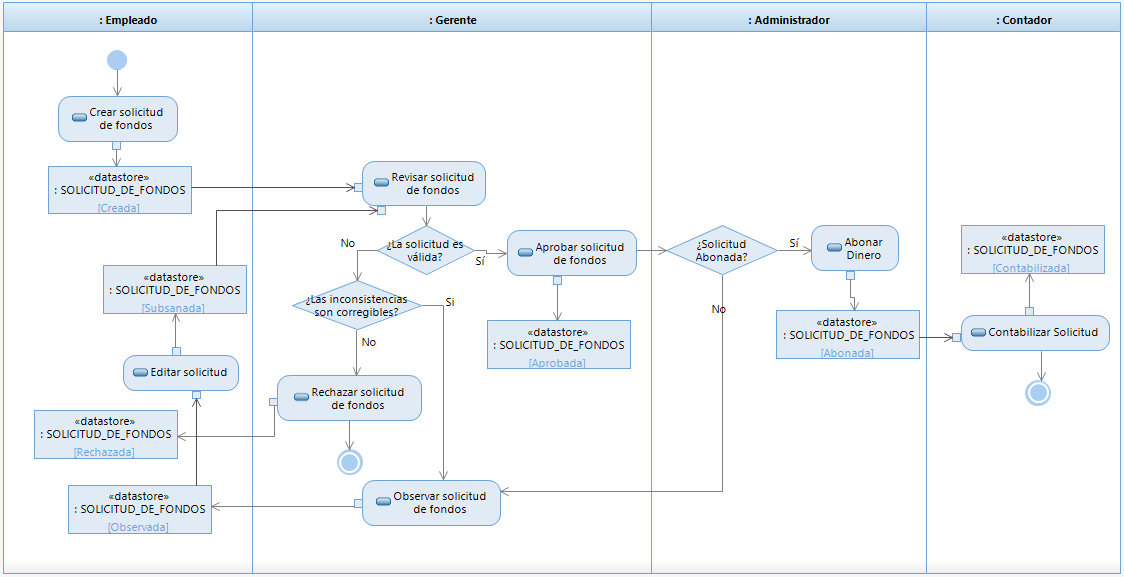 : Empleado
: Gerente
: Administrador
: Contador
Crear solicitud
de fondos
«datastore»
: SOLICITUD_DE_FONDOS
[Creada]
Revisar solicitud
de fondos
¿La solicitud es
válida?
No
Sí
Aprobar solicitud
de fondos
«datastore»
: SOLICITUD_DE_FONDOS
[Aprobada]
¿Solicitud
Abonada?
Sí
No
Abonar
Dinero
«datastore»
: SOLICITUD_DE_FONDOS
[Abonada]
«datastore»
: SOLICITUD_DE_FONDOS
[Contabilizada]
Contabilizar Solicitud
«datastore»
: SOLICITUD_DE_FONDOS
[Subsanada]
¿Las inconsistencias
son corregibles?
Si
No
Editar solicitud
Rechazar solicitud
de fondos
«datastore»
: SOLICITUD_DE_FONDOS
[Rechazada]
«datastore»
: SOLICITUD_DE_FONDOS
[Observada]
Observar solicitud
de fondos